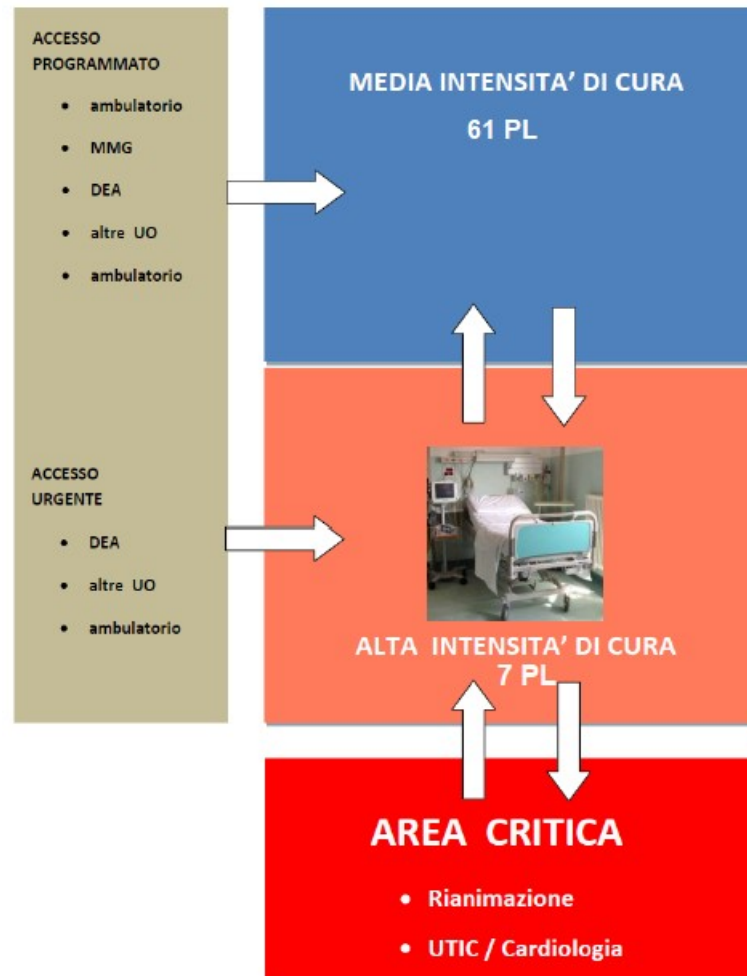 ACCESSO
PROGRAMMATO
• ambulatorio
• MMG
• DEA
• altre UO
• ambulatorio
ACCESSO
URGENTE
• DEA
• altre UO
• ambulatorio
MEDIA INTENSITA’ DI CURA
61 PL
ALTA INTENSITA’ DI CURA
7 PL
AREA CRITICA
• Rianimazione
• UTIC / Cardiologia